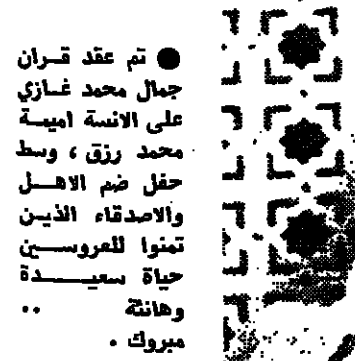 ● تم عقد قران
جمال محمد غازي
على الانسة اميمة
محمد رزق ، وسط
حفل ضم الاهل
والاصدقاء الذين
تمنوا للعروسين
حياة سعيدة
وهانئة ..
مبروك .